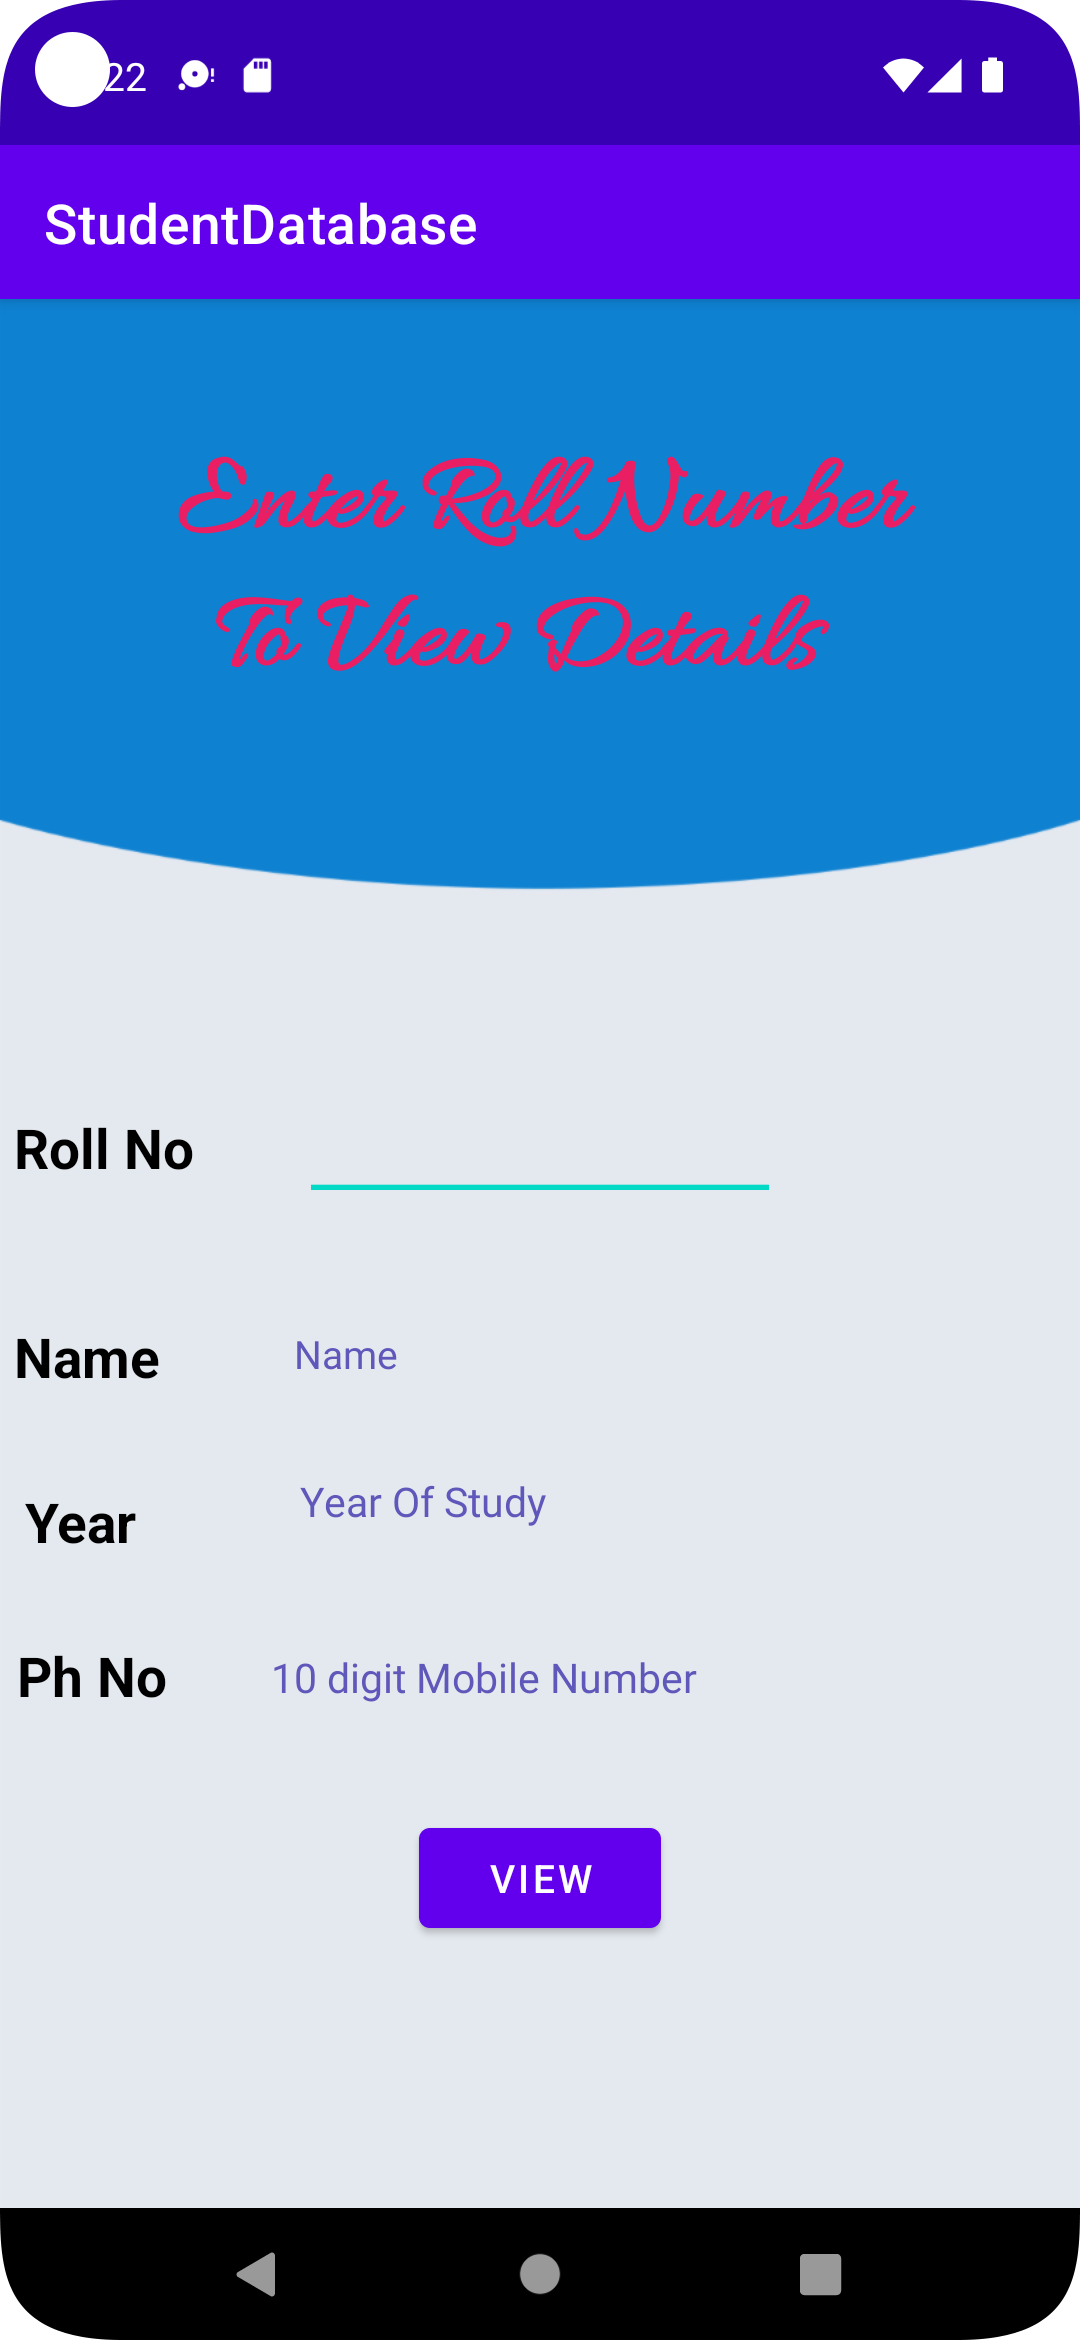 22
StudentDatabase
Enter Roll Number
To View Details
Roll No
Name Name
Year Year Of Study
Ph No 10 digit Mobile Number
VIEW